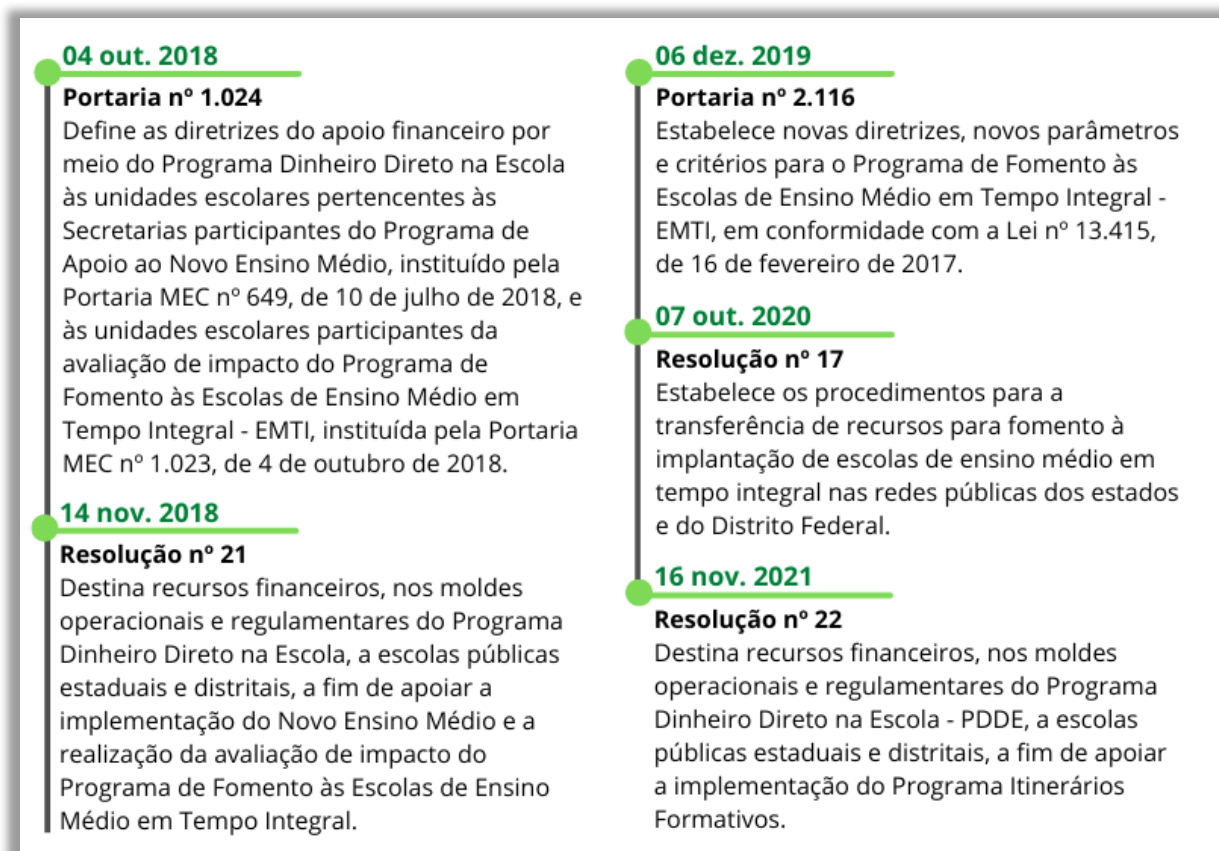 04 out. 2018
Portaria nº 1.024
Define as diretrizes do apoio financeiro por
meio do Programa Dinheiro Direto na Escola
às unidades escolares pertencentes às
Secretarias participantes do Programa de
Apoio ao Novo Ensino Médio, instituído pela
Portaria MEC nº 649, de 10 de julho de 2018, e
às unidades escolares participantes da
avaliação de impacto do Programa de
Fomento às Escolas de Ensino Médio em
Tempo Integral - EMTI, instituída pela Portaria
MEC nº 1.023, de 4 de outubro de 2018.
14 nov. 2018
Resolução nº 21
Destina recursos financeiros, nos moldes
operacionais e regulamentares do Programa
Dinheiro Direto na Escola, a escolas públicas
estaduais e distritais, a fim de apoiar a
implementação do Novo Ensino Médio e a
realização da avaliação de impacto do
Programa de Fomento às Escolas de Ensino
Médio em Tempo Integral.
06 dez. 2019
Portaria nº 2.116
Estabelece novas diretrizes, novos parâmetros
e critérios para o Programa de Fomento às
Escolas de Ensino Médio em Tempo Integral -
EMTI, em conformidade com a Lei nº 13.415,
de 16 de fevereiro de 2017.
07 out. 2020
Resolução nº 17
Estabelece os procedimentos para a
transferência de recursos para fomento à
implantação de escolas de ensino médio em
tempo integral nas redes públicas dos estados
e do Distrito Federal.
16 nov. 2021
Resolução nº 22
Destina recursos financeiros, nos moldes
operacionais e regulamentares do Programa
Dinheiro Direto na Escola - PDDE, a escolas
públicas estaduais e distritais, a fim de apoiar
a implementação do Programa Itinerários
Formativos.